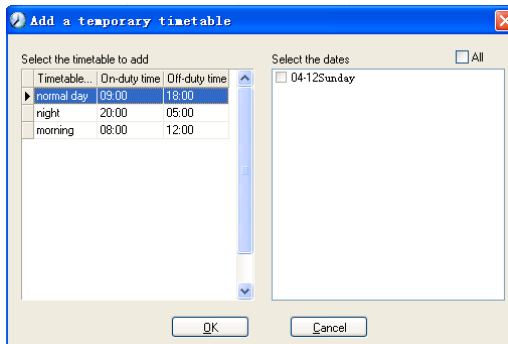 Add a temporary timetable
Select the timetable to add
Timetable... On-duty time Off-duty time
normal day 09:00 18:00
night 20:00 05:00
morning 08:00 12:00
Select the dates
All
04-12Sunday
OK
Cancel